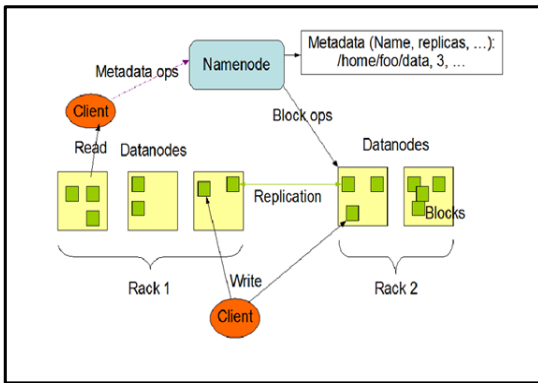 Metadata (Name, replicas, …):
/home/foo/data, 3, …
Namenode
Metadata ops
Client
Block ops
Read
Datanodes
Datanodes
Replication
Blocks
Rack 1
Write
Rack 2
Client